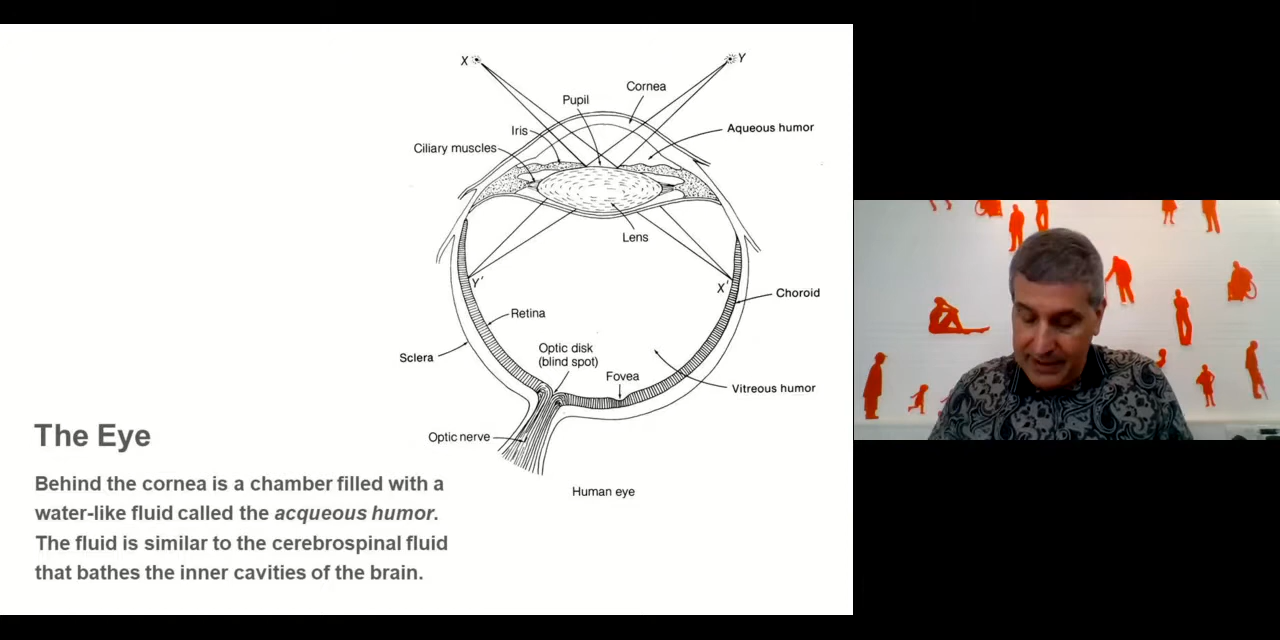 X
Y
Cornea
Pupil
Iris
Aqueous humor
Ciliary muscles
Lens
Y'
X'
Choroid
Retina
Optic disk
(blind spot)
Sclera
Fovea
Vitreous humor
Optic nerve
Human eye
The Eye
Behind the cornea is a chamber filled with a
water-like fluid called the acqueous humor.
The fluid is similar to the cerebrospinal fluid
that bathes the inner cavities of the brain.